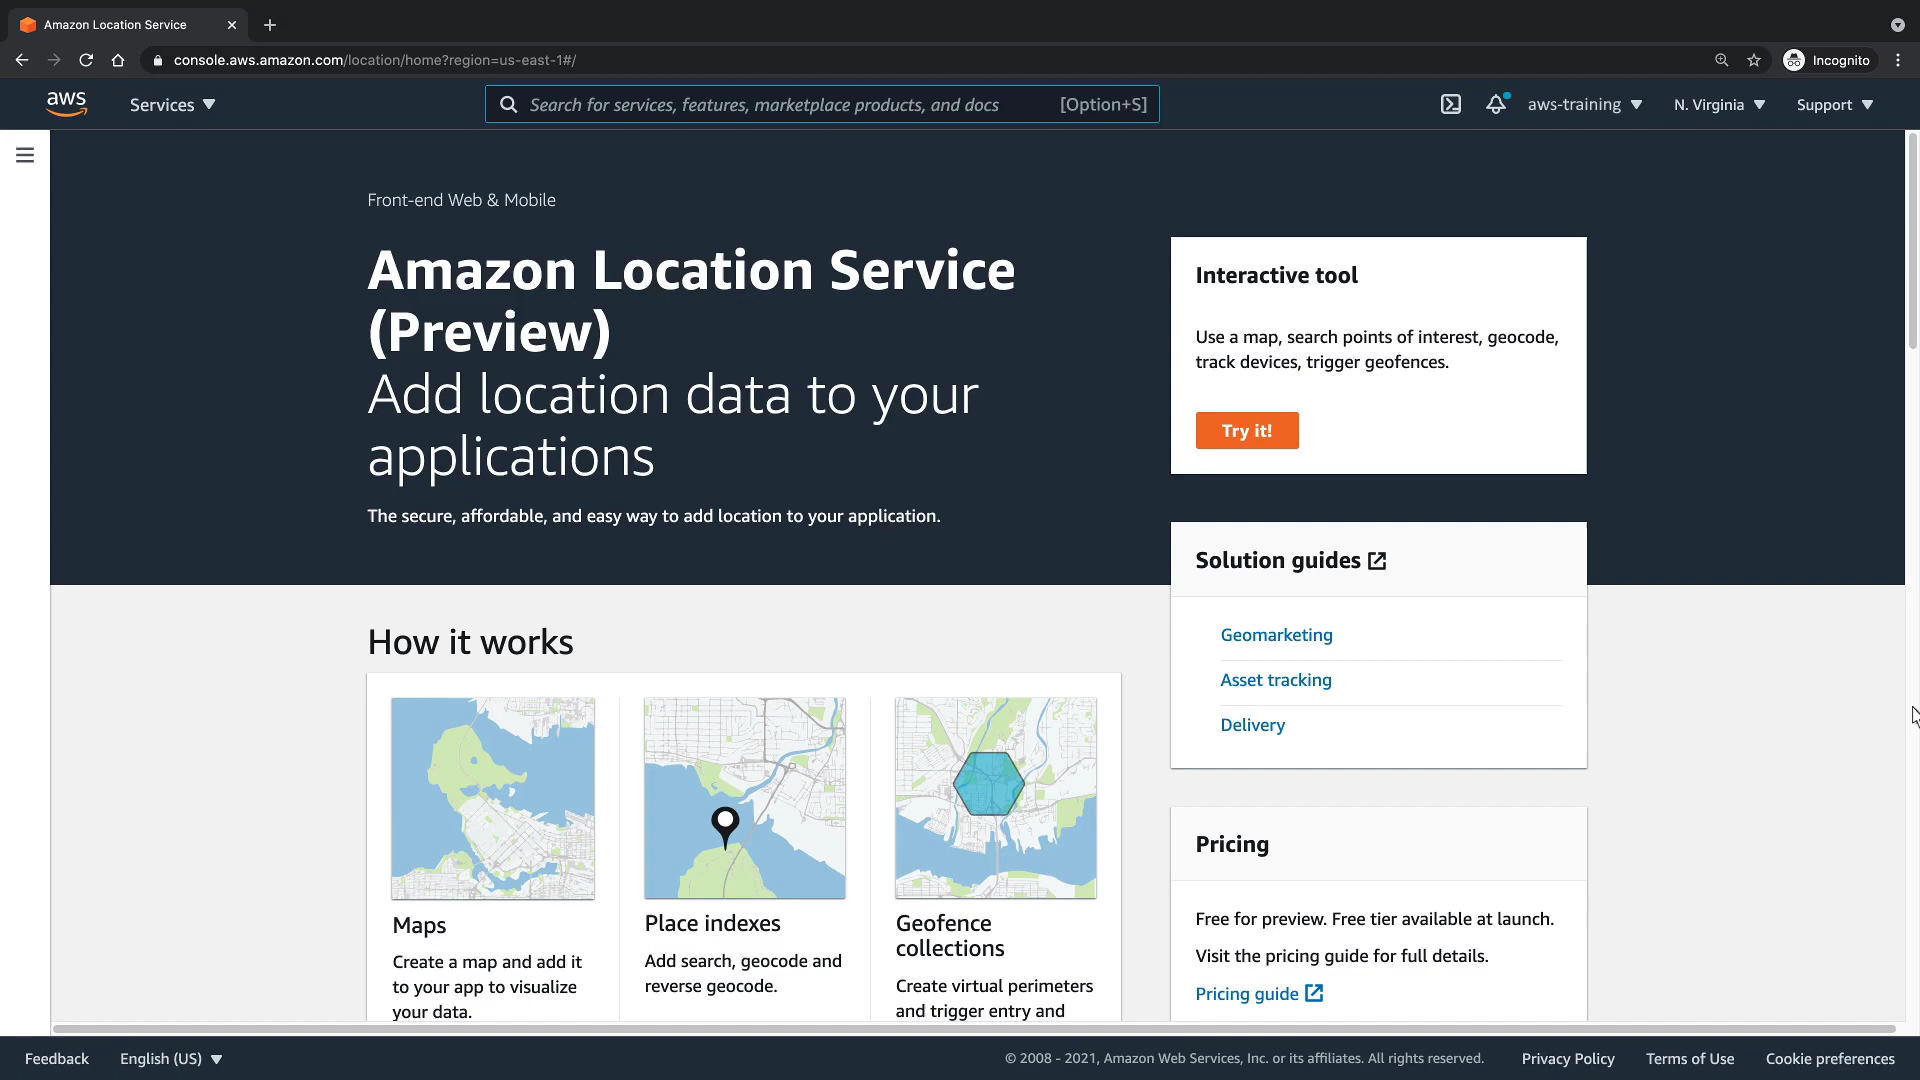 Amazon Location Service
console.aws.amazon.com/location/home?region=us-east-1#/
Incognito
aws
Services
Search for services, features, marketplace products, and docs
[Option+S]
aws-training
N. Virginia
Support
Front-end Web & Mobile
Amazon Location Service
(Preview)
Add location data to your
applications
The secure, affordable, and easy way to add location to your application.
Interactive tool
Use a map, search points of interest, geocode,
track devices, trigger geofences.
Try it!
Solution guides
Geomarketing
Asset tracking
Delivery
How it works
Maps
Create a map and add it
to your app to visualize
your data.
Place indexes
Add search, geocode and
reverse geocode.
Geofence
collections
Create virtual perimeters
and trigger entry and
Pricing
Free for preview. Free tier available at launch.
Visit the pricing guide for full details.
Pricing guide
Feedback
English (US)
© 2008 - 2021, Amazon Web Services, Inc. or its affiliates. All rights reserved.
Privacy Policy
Terms of Use
Cookie preferences